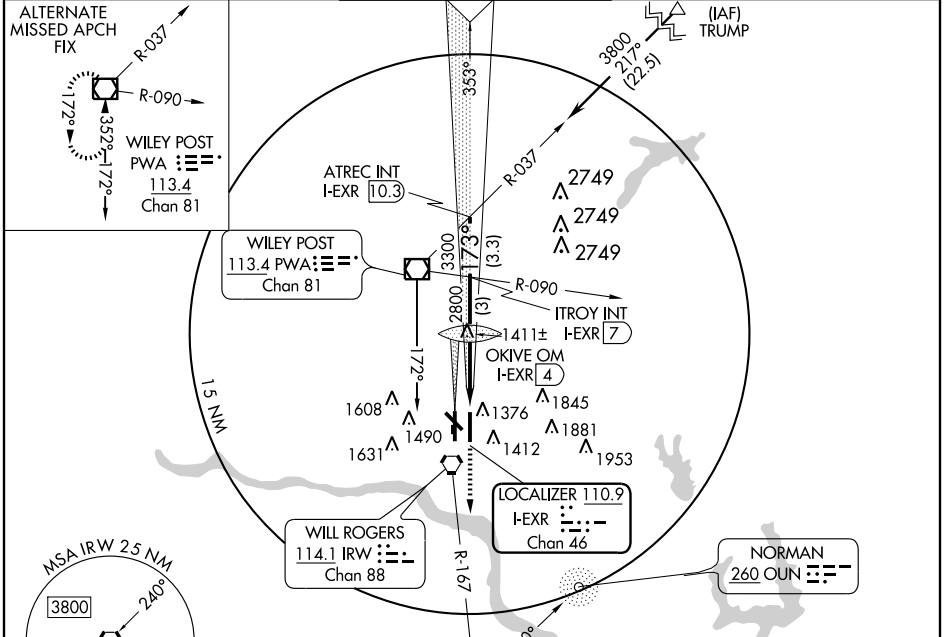 ALTERNATE
MISSED APCH
FIX
R-037
R-090
172°
352°
172°
WILEY POST
PWA
113.4
Chan 81
(IAF)
TRUMP
3800
217°
(22.5)
353°
R-037
ATREC INT
I-EXR 10.3
2749
2749
2749
WILEY POST
113.4 PWA
Chan 81
3300
173°
(3.3)
R-090
ITROY INT
I-EXR 7
2800
(3)
1411±
OKIVE OM
I-EXR 4
172°
15 NM
1608
1490
1631
1376
1412
1845
1881
1953
LOCALIZER 110.9
I-EXR
Chan 46
WILL ROGERS
114.1 IRW
Chan 88
R-167
NORMAN
260 OUN
MSA IRW 25 NM
3800
240°